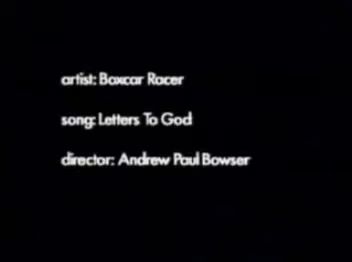 artist: Boxcar Racer
song: Letters To God
director: Andrew Paul Bowser